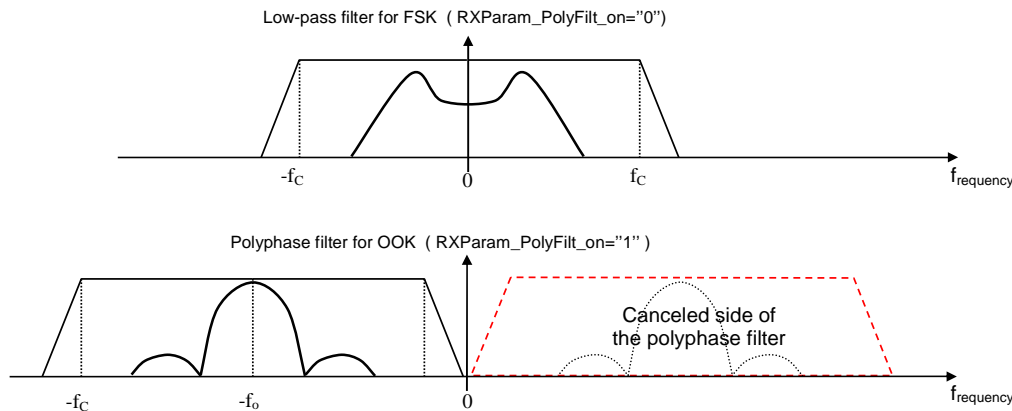 Low-pass filter for FSK ( RXParam_PolyFilt_on="0")
-fC
0
fC
frequency
Polyphase filter for OOK ( RXParam_PolyFilt_on="1" )
Canceled side of
the polyphase filter
-fC
-fo
0
frequency